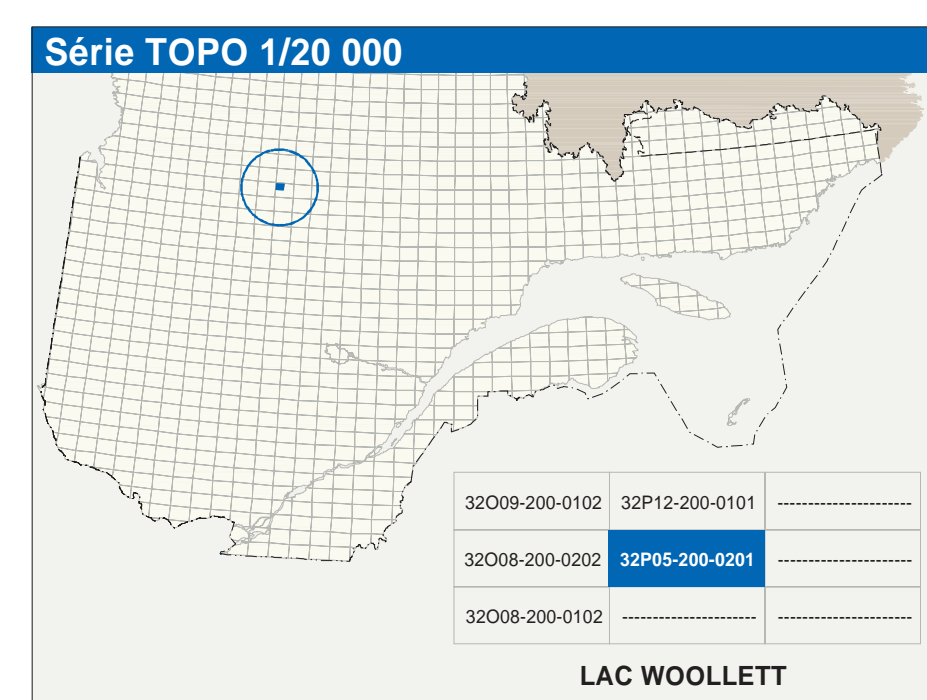 Série TOPO 1/20 000
32O09-200-0102 32P12-200-0101 ----------------------
32O08-200-0202 32P05-200-0201 ----------------------
32O08-200-0102 ---------------------- ----------------------
LAC WOOLLETT